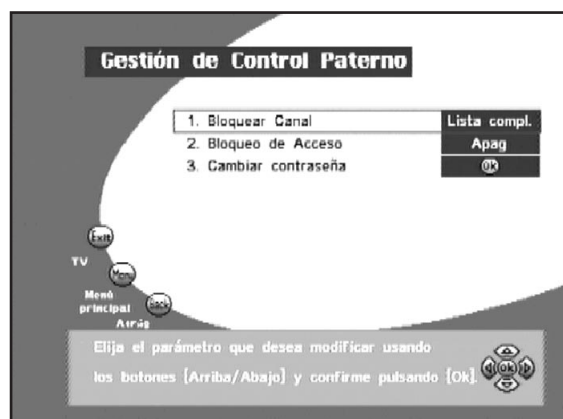 Gestión de Control Paterno
1. Bloquear Canal Lista compl.
2. Bloqueo de Acceso Apag
3. Cambiar contraseña Ok
Exit
TV
Menu
Menú
principal
Back
Atrás
Elija el parámetro que desea modificar usando
los botones [Arriba/Abajo] y confirme pulsando [Ok].
Ok